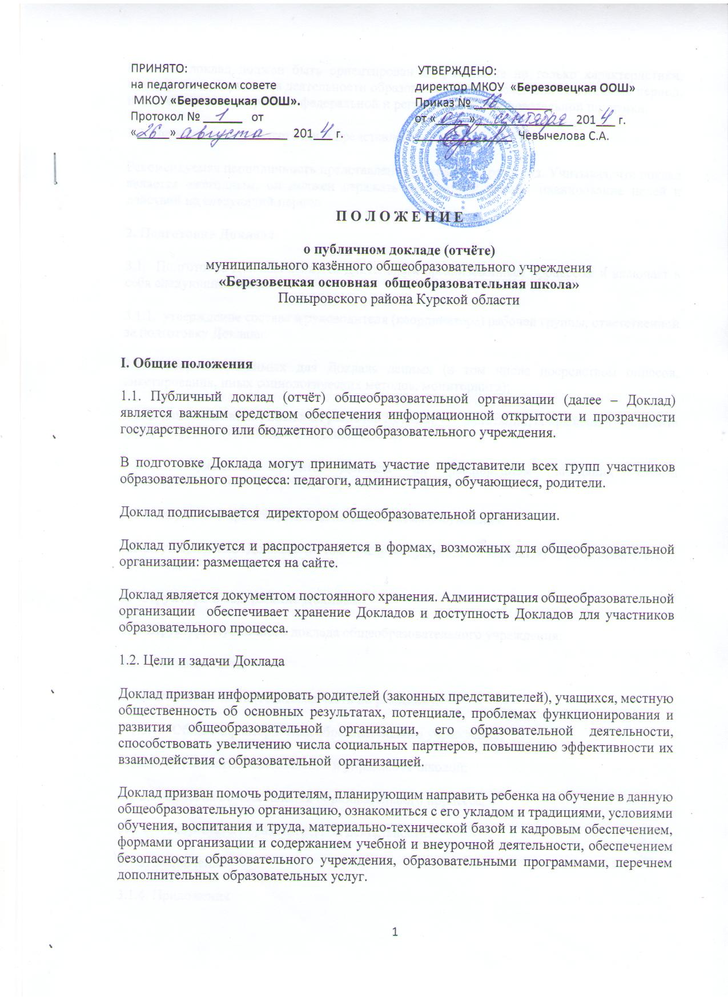 ПРИНЯТО:
на педагогическом совете
МКОУ «Березовецкая ООШ».
Протокол № 1 от
«26» августа 2014 г.
УТВЕРЖДЕНО:
директор МКОУ «Березовецкая ООШ»
Приказ № 16
от « » сентября 2014 г.
Чевычелова С.А.
П О Л О Ж Е Н И Е
о публичном докладе (отчёте)
муниципального казённого общеобразовательного учреждения
«Березовецкая основная общеобразовательная школа»
Поныровского района Курской области
I. Общие положения
1.1. Публичный доклад (отчёт) общеобразовательной организации (далее – Доклад)
является важным средством обеспечения информационной открытости и прозрачности
государственного или бюджетного общеобразовательного учреждения.
В подготовке Доклада могут принимать участие представители всех групп участников
образовательного процесса: педагоги, администрация, обучающиеся, родители.
Доклад подписывается директором общеобразовательной организации.
Доклад публикуется и распространяется в формах, возможных для общеобразовательной
организации: размещается на сайте.
Доклад является документом постоянного хранения. Администрация общеобразовательной
организации обеспечивает хранение Докладов и доступность Докладов для участников
образовательного процесса.
1.2. Цели и задачи Доклада
Доклад призван информировать родителей (законных представителей), учащихся, местную
общественность об основных результатах, потенциале, проблемах функционирования и
развития общеобразовательной организации, его образовательной деятельности,
способствовать увеличению числа социальных партнеров, повышению эффективности их
взаимодействия с образовательной организацией.
Доклад призван помочь родителям, планирующим направить ребенка на обучение в данную
общеобразовательную организацию, ознакомиться с его укладом и традициями, условиями
обучения, воспитания и труда, материально-технической базой и кадровым обеспечением,
формами организации и содержанием учебной и внеурочной деятельности, обеспечением
безопасности образовательного учреждения, образовательными программами, перечнем
дополнительных образовательных услуг.
1